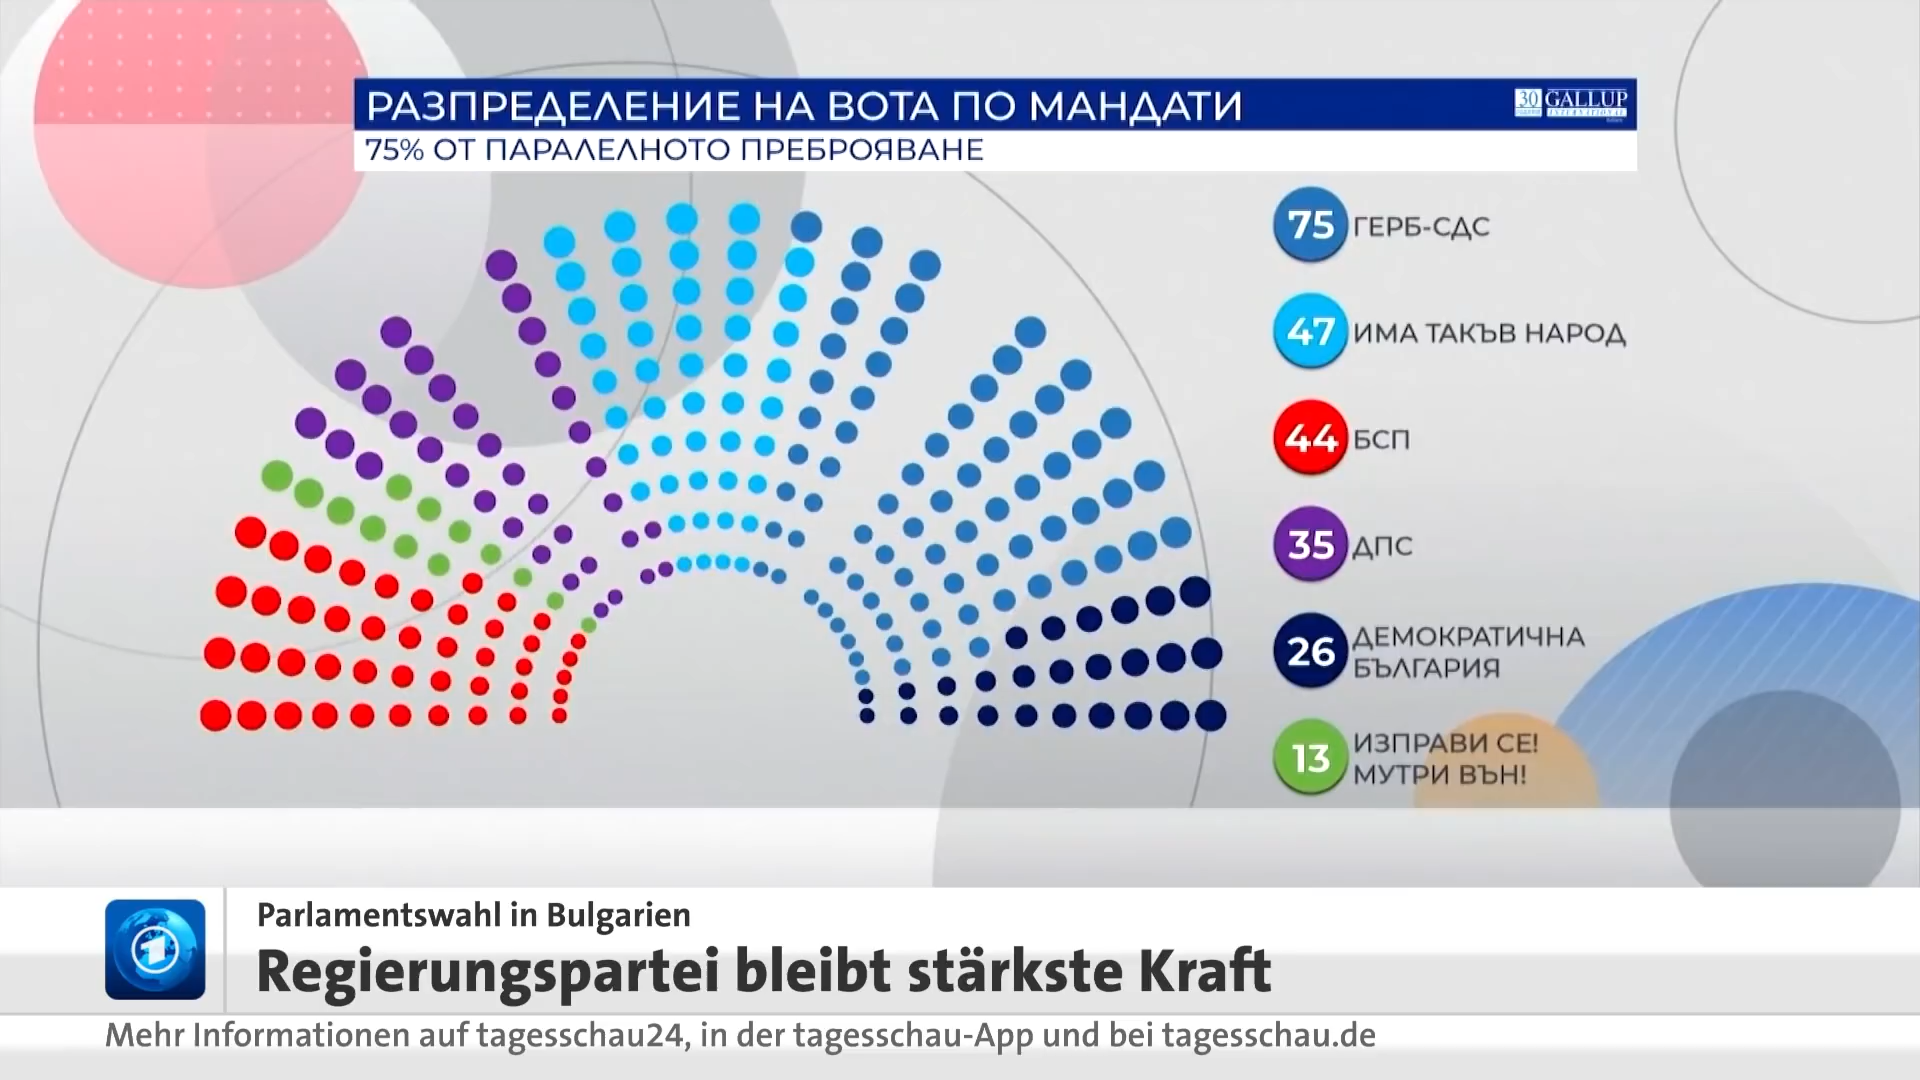 РАЗПРЕДЕЛЕНИЕ НА ВОТА ПО МАНДАТИ
30 GALLUP
INTERNATIONAL
75% ОТ ПАРАЛЕЛНОТО ПРЕБРОЯВАНЕ
75 ГЕРБ-СДС
47 ИМА ТАКЪВ НАРОД
44 БСП
35 ДПС
26 ДЕМОКРАТИЧНА
БЪЛГАРИЯ
13 ИЗПРАВИ СЕ!
МУТРИ ВЪН!
1
Parlamentswahl in Bulgarien
Regierungspartei bleibt stärkste Kraft
Mehr Informationen auf tagesschau24, in der tagesschau-App und bei tagesschau.de